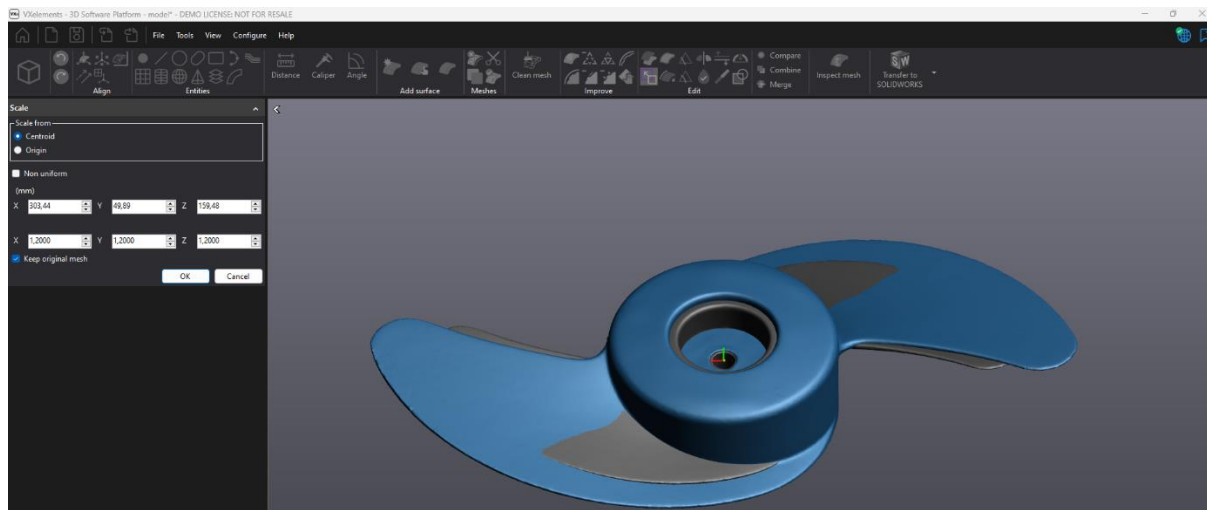 VXelements - 3D Software Platform - model* - DEMO LICENSE: NOT FOR RESALE
File Tools View Configure Help
Align
Entities
Distance
Caliper
Angle
Add surface
Meshes
Clean mesh
Improve
Edit
Compare
Combine
Merge
Inspect mesh
Transfer to
SOLIDWORKS
Scale
Scale from
Centroid
Origin
Non uniform
(mm)
X 303,44 Y 49,89 Z 159,48
X 1,2000 Y 1,2000 Z 1,2000
Keep original mesh
OK Cancel